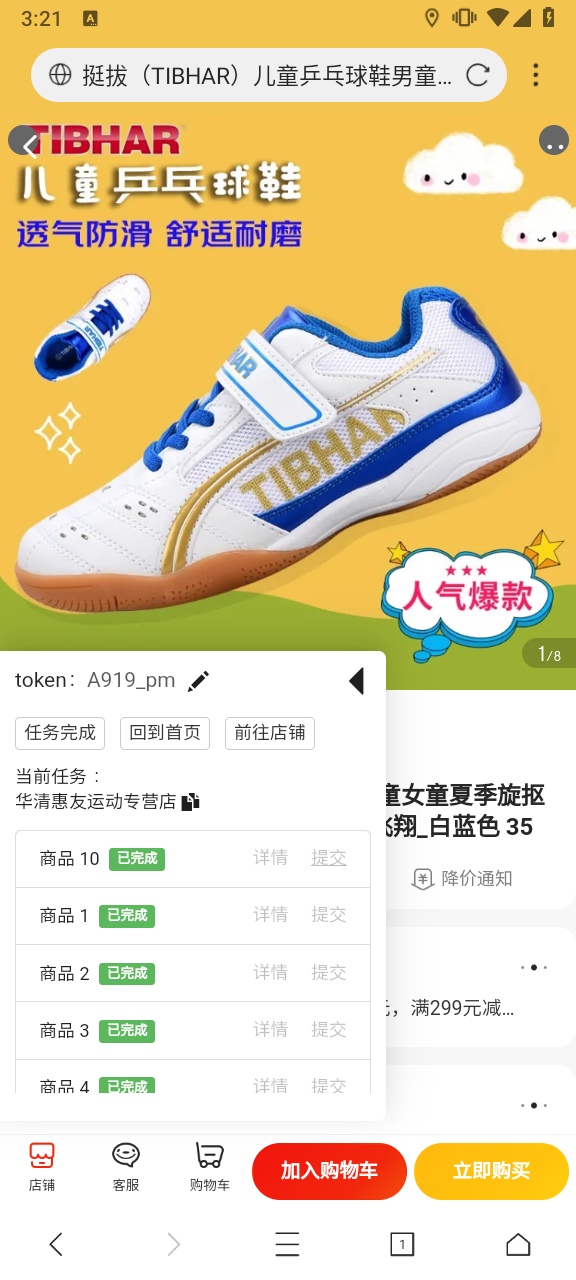 3:21
A
挺拔（TIBHAR）儿童乒乓球鞋男童…
TIBHAR
儿童乒乓球鞋
透气防滑 舒适耐磨
TIBHAR
TIBHAR
人气爆款
1/8
token： A919_pm
任务完成 回到首页 前往店铺
当前任务：
华清惠友运动专营店
童女童夏季旋抠
飞翔_白蓝色 35
降价通知
商品 10 已完成 详情 提交
商品 1 已完成 详情 提交
商品 2 已完成 详情 提交
元，满299元减…
商品 3 已完成 详情 提交
商品 4 已完成 详情 提交
店铺 客服 购物车 加入购物车 立即购买
1